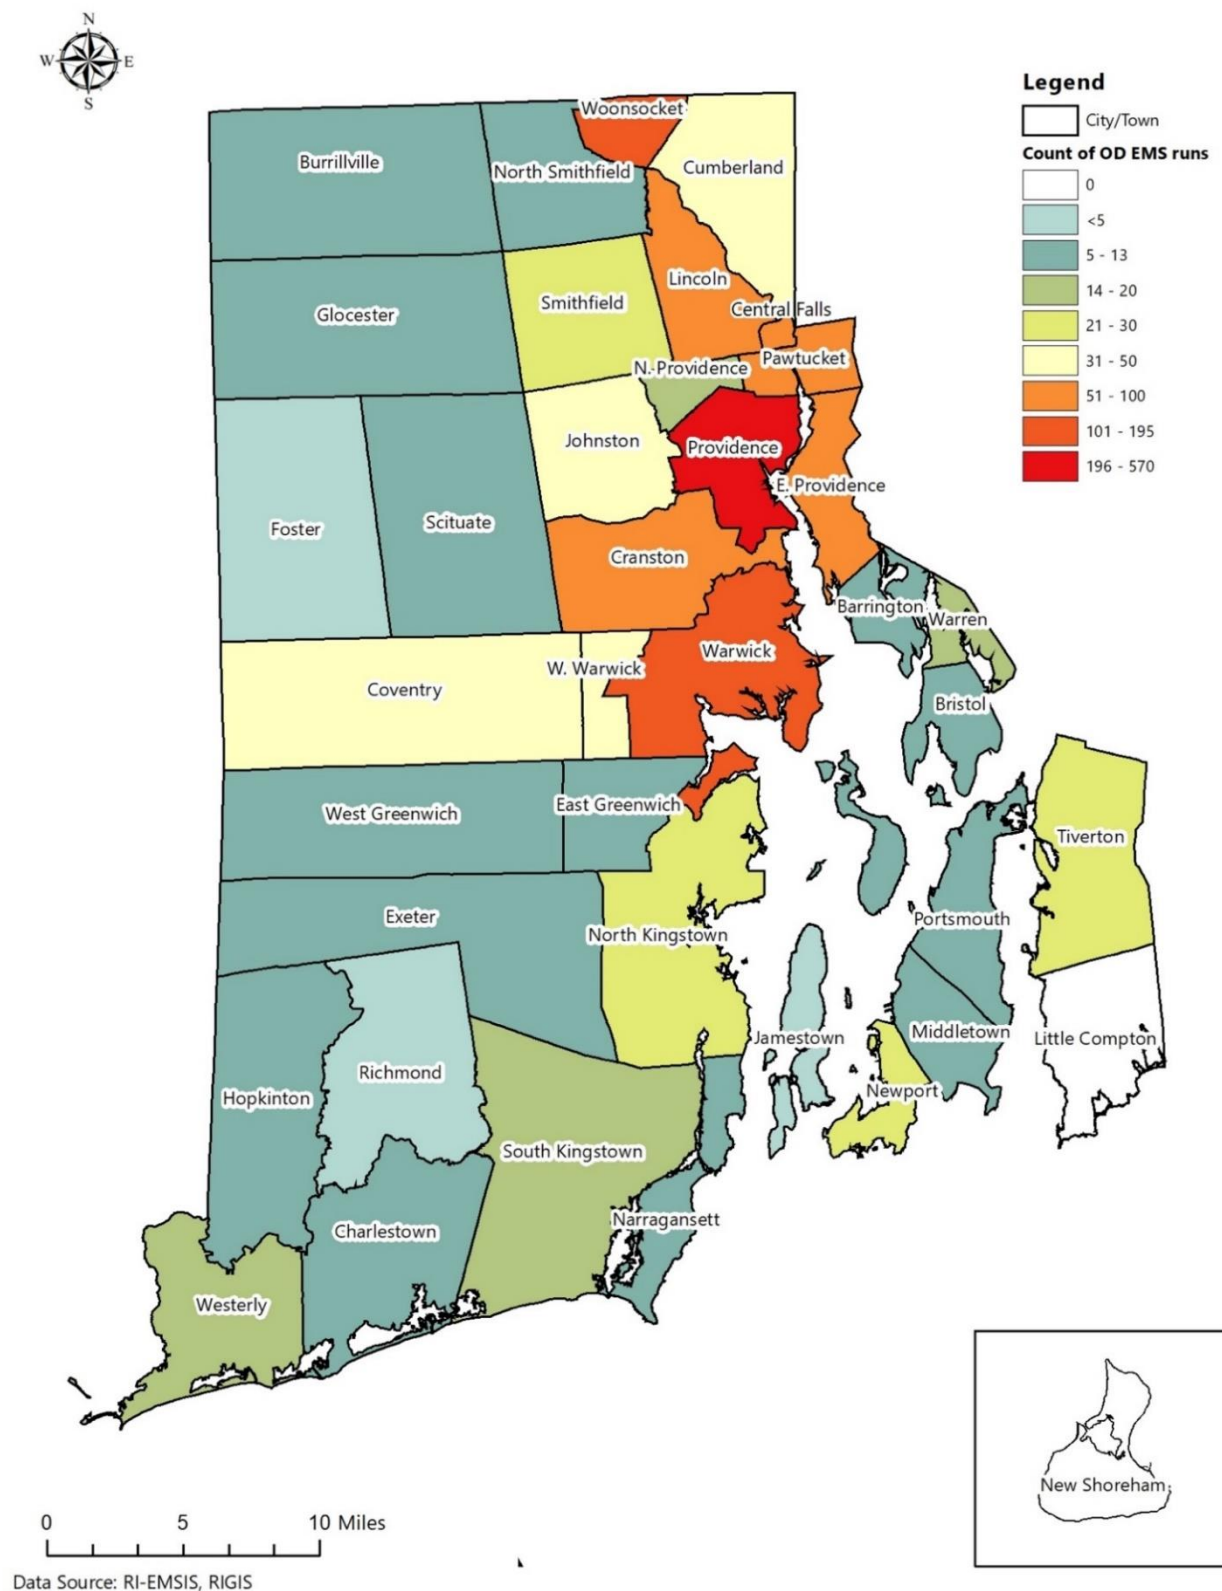 N
W E
S
Legend
City/Town
Count of OD EMS runs
0
<5
5 - 13
14 - 20
21 - 30
31 - 50
51 - 100
101 - 195
196 - 570
Woonsocket
Burrillville
North Smithfield
Cumberland
Lincoln
Smithfield
Central Falls
Glocester
Pawtucket
N. Providence
Johnston
Providence
E. Providence
Foster
Scituate
Cranston
Barrington
Warren
Warwick
W. Warwick
Coventry
Bristol
West Greenwich
East Greenwich
Tiverton
Exeter
Portsmouth
North Kingstown
Jamestown
Middletown
Little Compton
Richmond
Hopkinton
Newport
South Kingstown
Narragansett
Charlestown
Westerly
New Shoreham
0 5 10 Miles
Data Source: RI-EMSIS, RIGIS